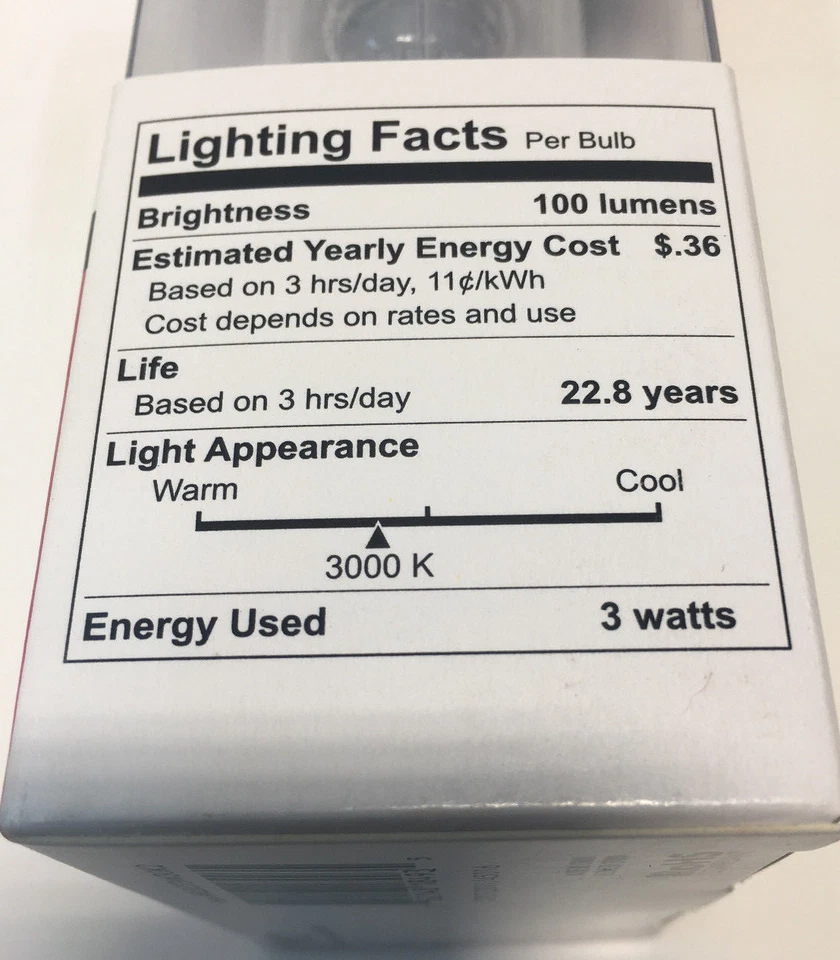 Lighting Facts Per Bulb
Brightness 100 lumens
Estimated Yearly Energy Cost $.36
Based on 3 hrs/day, 11¢/kWh
Cost depends on rates and use
Life
Based on 3 hrs/day 22.8 years
Light Appearance
Warm Cool
3000 K
Energy Used 3 watts